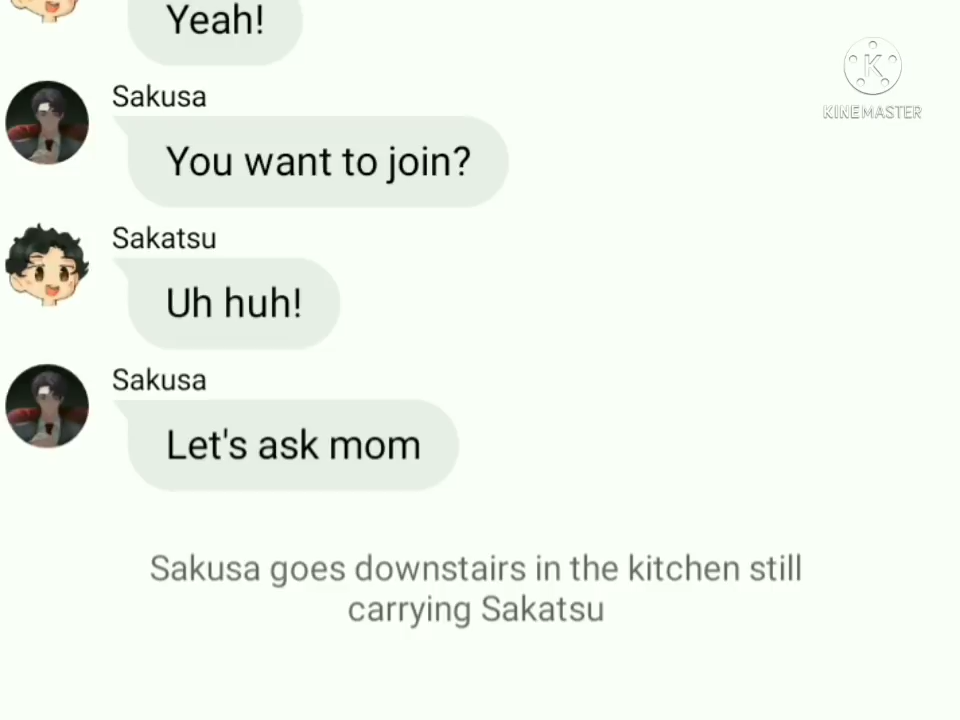 Yeah!
KINEMASTER
Sakusa
You want to join?
Sakatsu
Uh huh!
Sakusa
Let's ask mom
Sakusa goes downstairs in the kitchen still
carrying Sakatsu